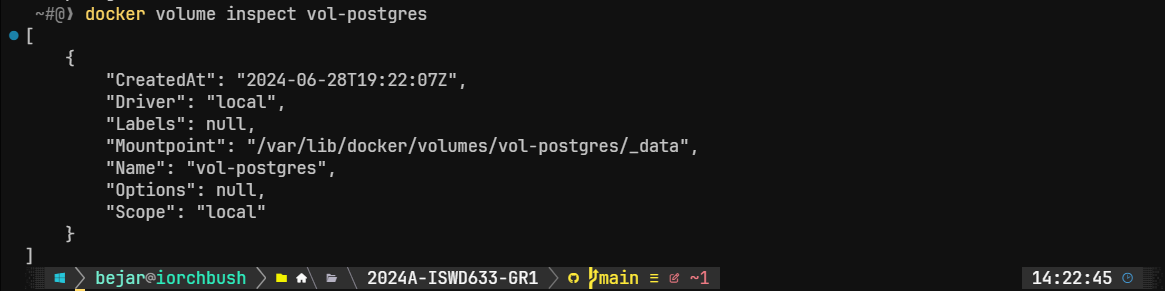 ~#@❯ docker volume inspect vol-postgres
[
    {
        "CreatedAt": "2024-06-28T19:22:07Z",
        "Driver": "local",
        "Labels": null,
        "Mountpoint": "/var/lib/docker/volumes/vol-postgres/_data",
        "Name": "vol-postgres",
        "Options": null,
        "Scope": "local"
    }
]
bejar@iorchbush 2024A-ISWD633-GR1 main ≡ ~1 14:22:45